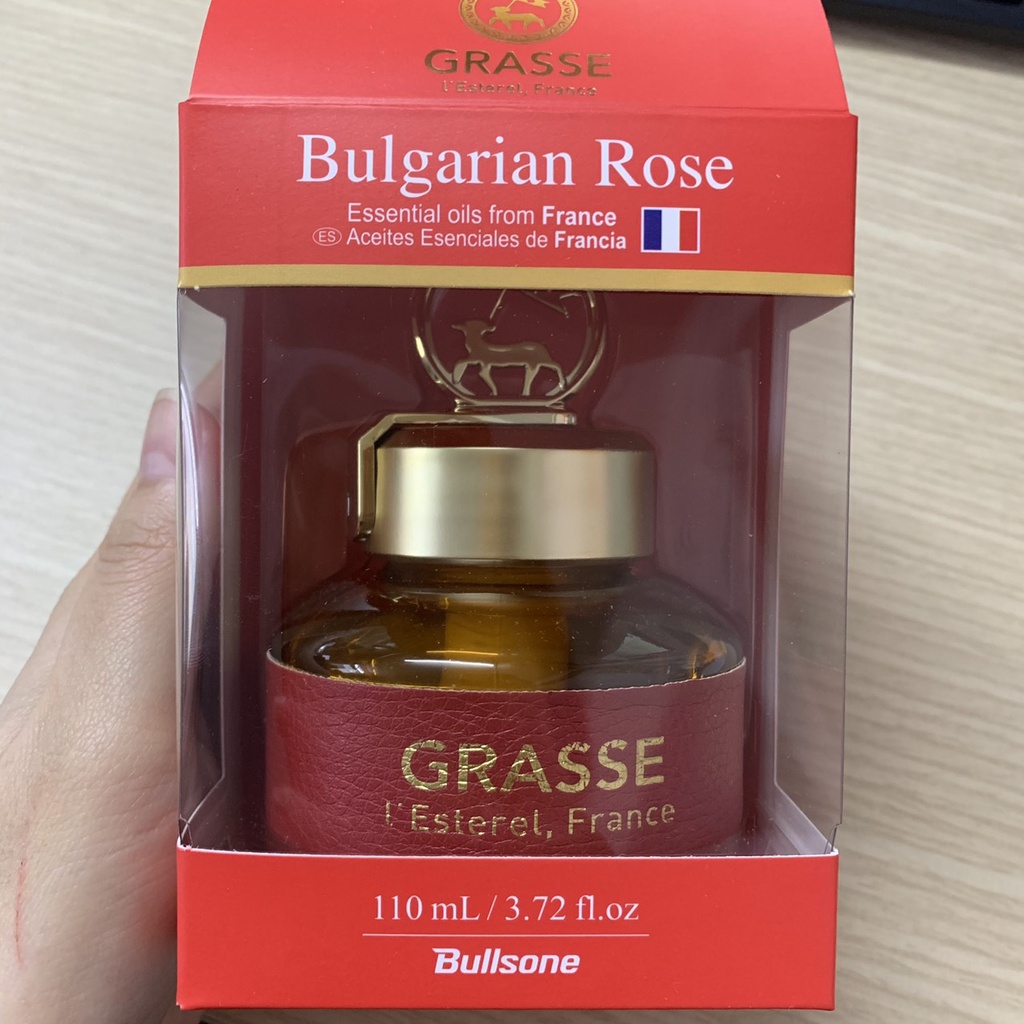 GRASSE
l'Esterel, France
Bulgarian Rose
Essential oils from France
ES Aceites Esenciales de Francia
GRASSE
l'Esterel, France
110 mL / 3.72 fl.oz
Bullsone